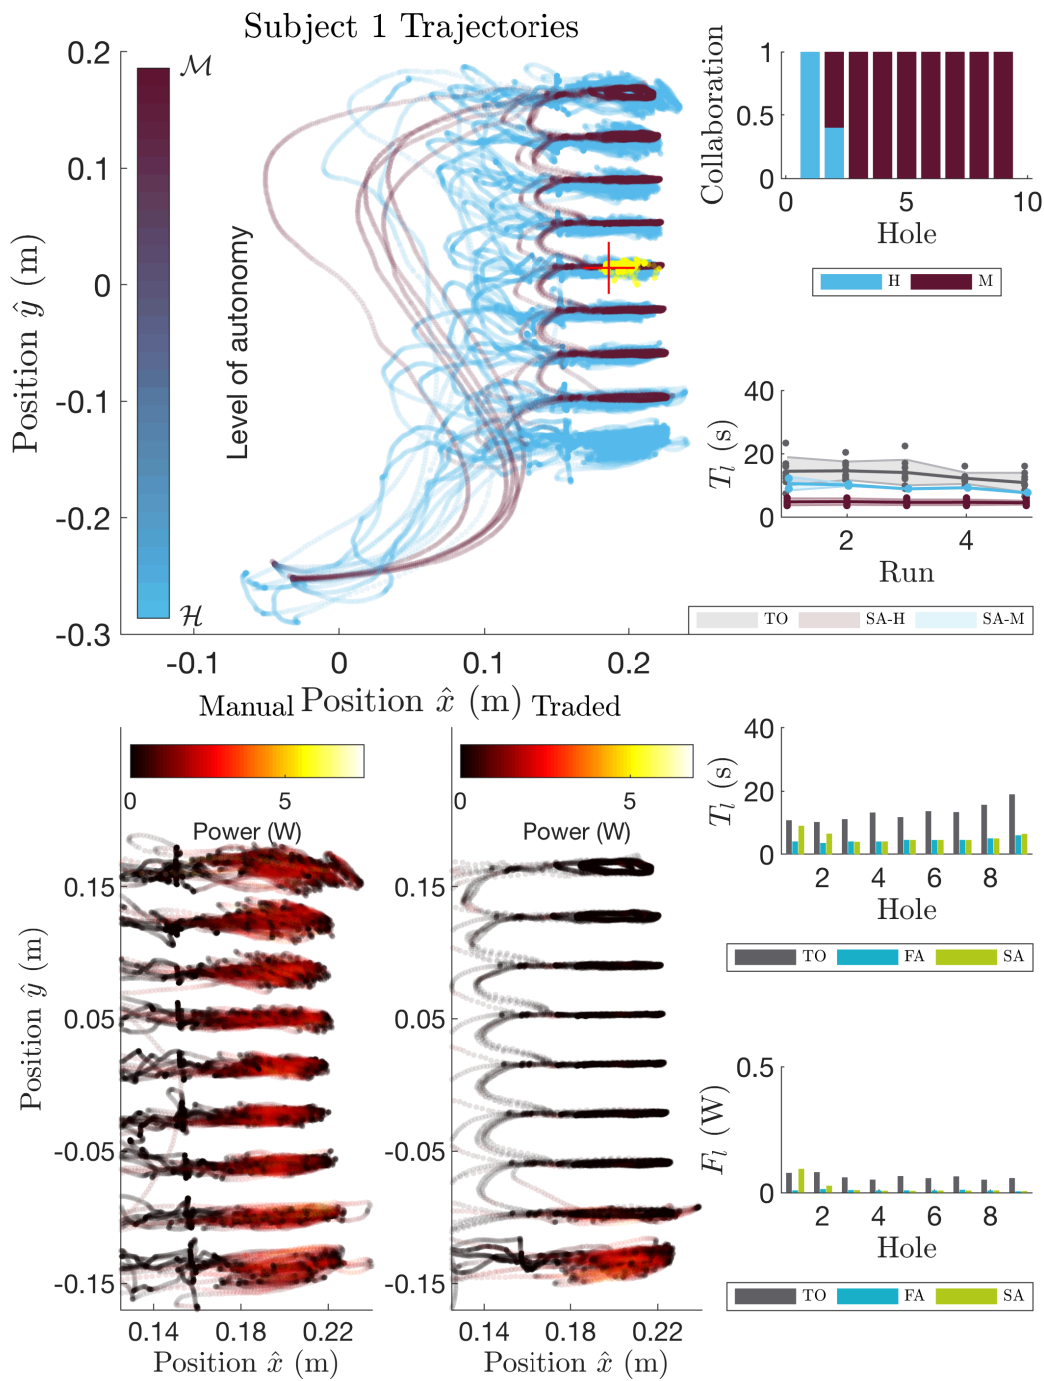 Subject 1 Trajectories
0.2
0.1
0
-0.1
-0.2
-0.3
Position ŷ (m)
ℳ
ℋ
Level of autonomy
-0.1 0 0.1 0.2
Position x̂ (m)
Collaboration
1
0.5
0
0 5 10
Hole
H M
T_l (s)
40
20
0
2 4
Run
TO SA-H SA-M
Manual
0 5
Power (W)
Position ŷ (m)
0.15
0.05
-0.05
-0.15
0.14 0.18 0.22
Position x̂ (m)
Traded
0 5
Power (W)
0.15
0.05
-0.05
-0.15
0.14 0.18 0.22
Position x̂ (m)
T_l (s)
40
20
0
2 4 6 8
Hole
TO FA SA
F_l (W)
0.5
0
2 4 6 8
Hole
TO FA SA